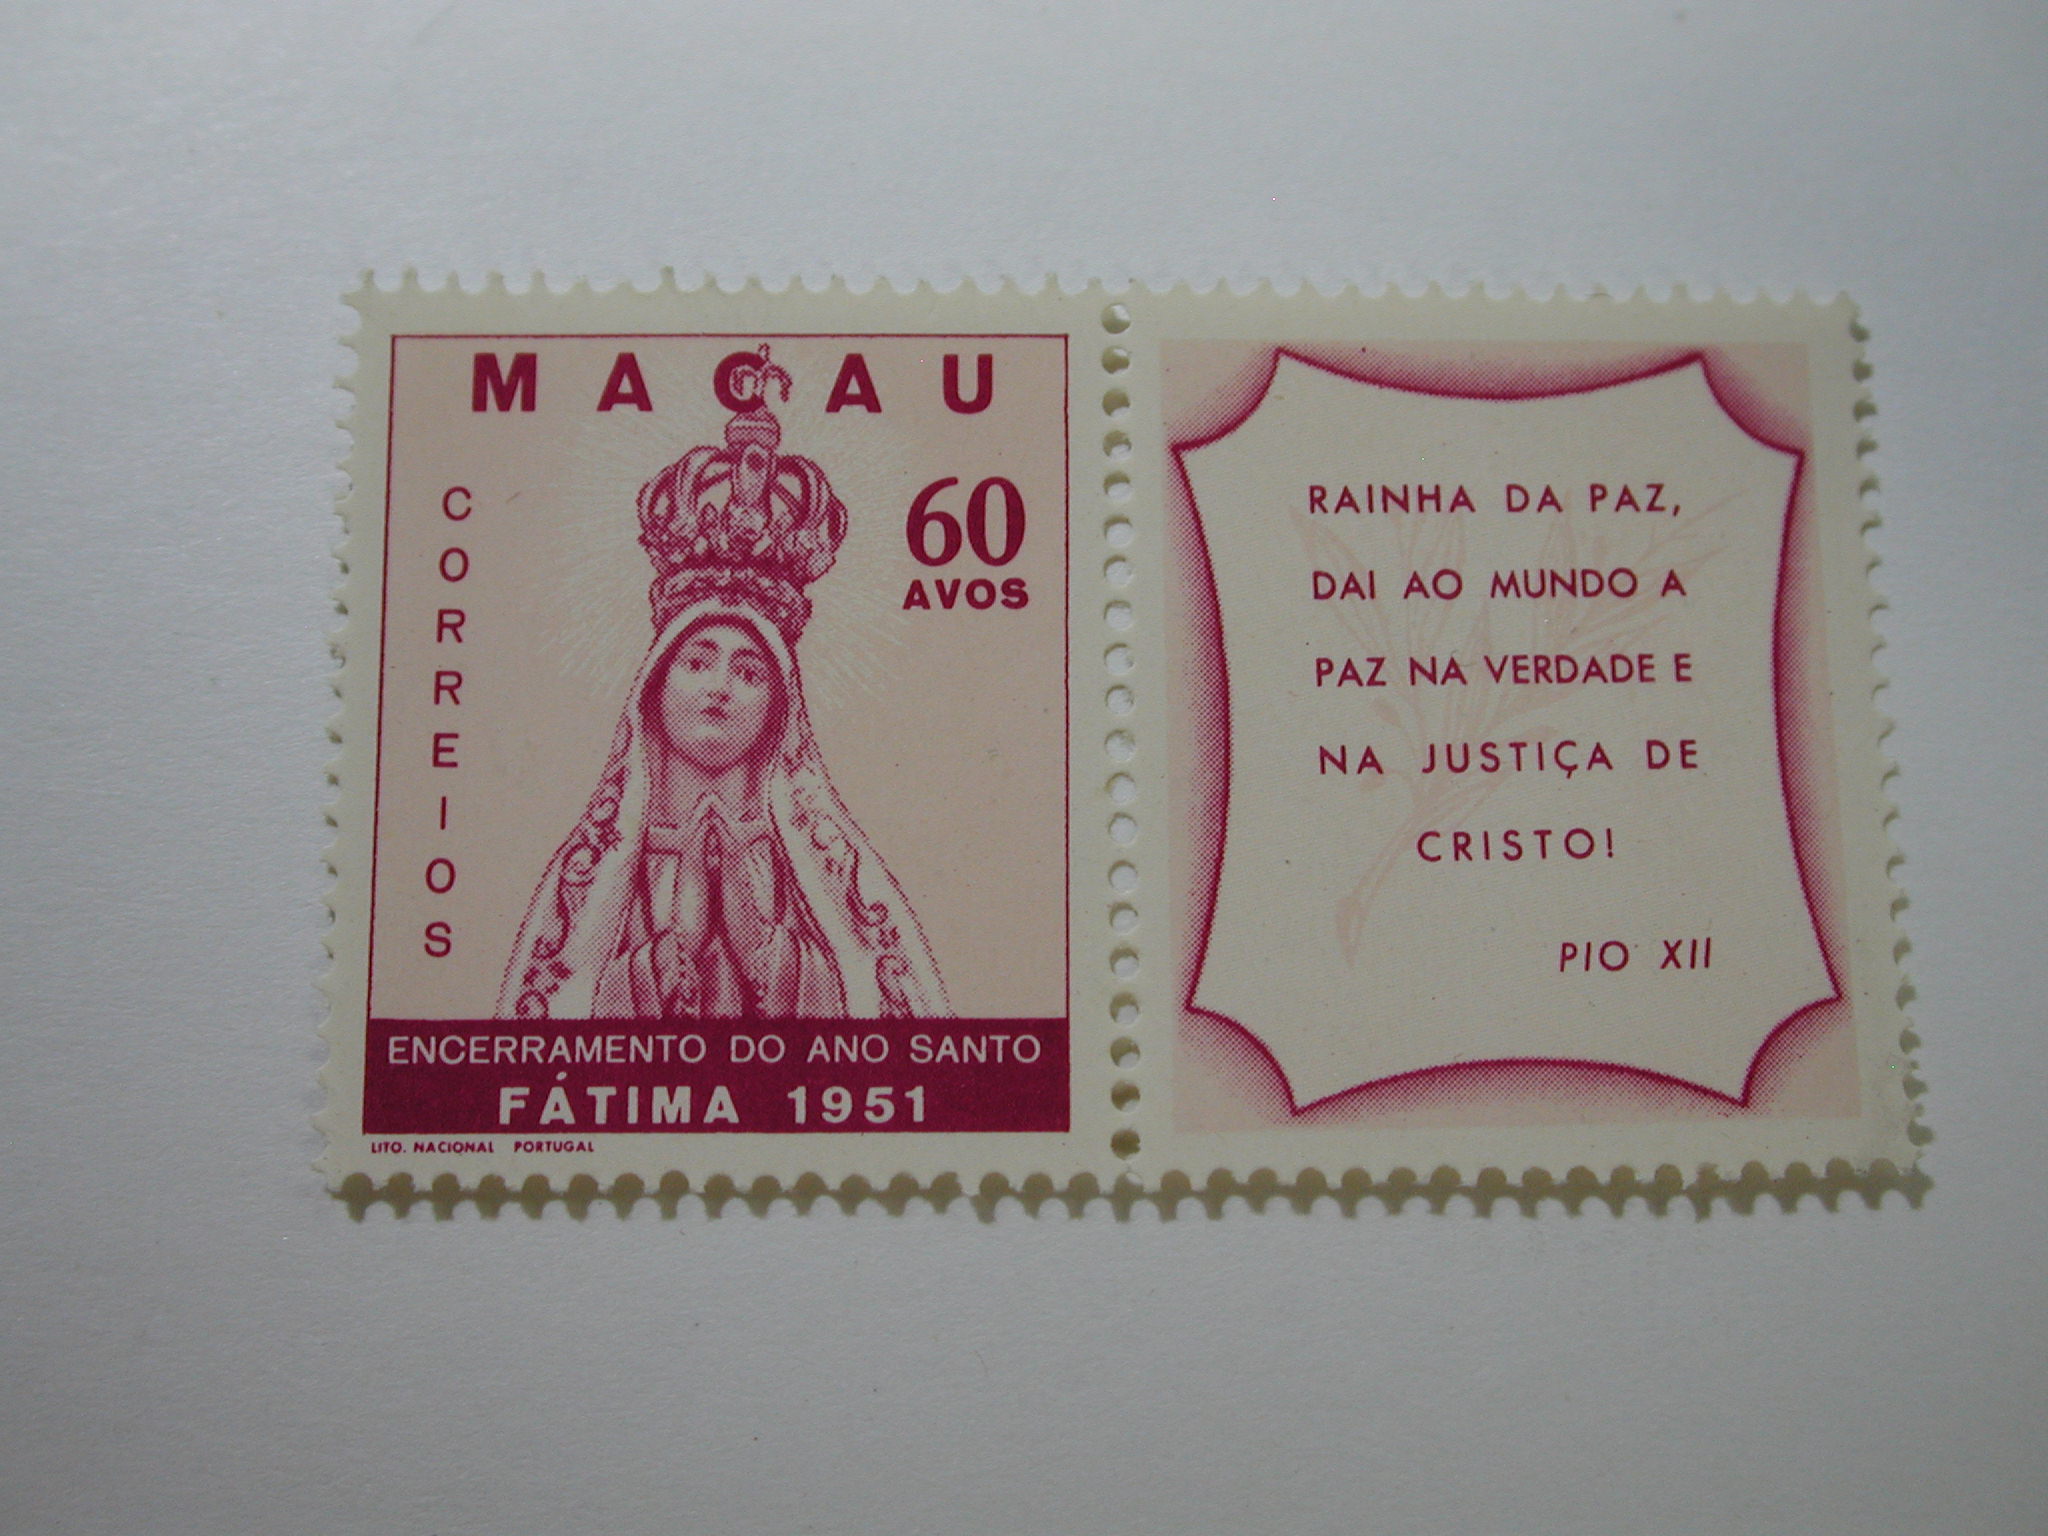 MACAU
CORREIOS
60
AVOS
ENCERRAMENTO DO ANO SANTO
FÁTIMA 1951
LITO. NACIONAL PORTUGAL
RAINHA DA PAZ,
DAI AO MUNDO A
PAZ NA VERDADE E
NA JUSTIÇA DE
CRISTO!
PIO XII